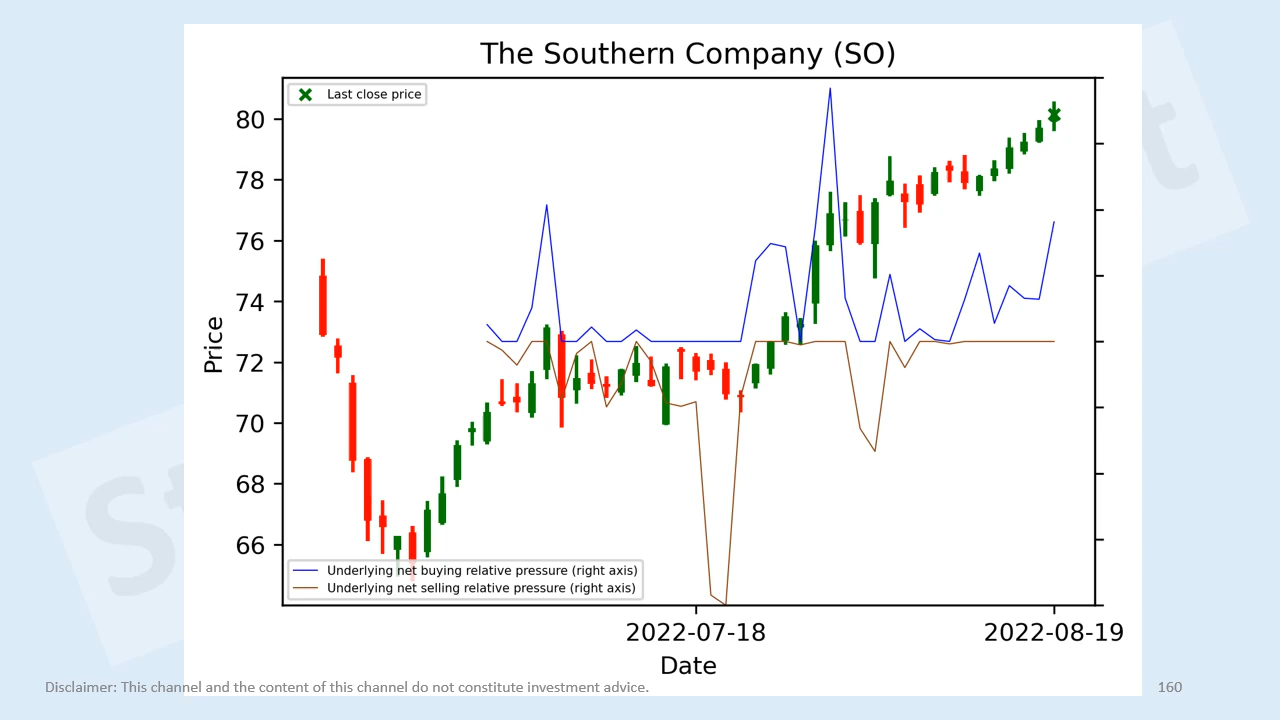 The Southern Company (SO)
Last close price
80
78
76
74
72
70
68
66
Price
Underlying net buying relative pressure (right axis)
Underlying net selling relative pressure (right axis)
2022-07-18
2022-08-19
Date
Disclaimer: This channel and the content of this channel do not constitute investment advice.
160